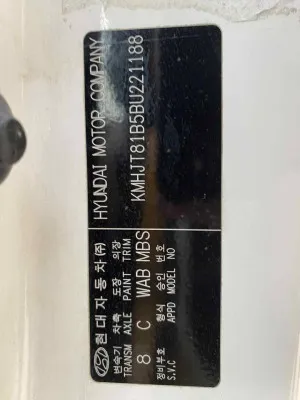 현대자동차(주) HYUNDAI MOTOR COMPANY
변속기 차축 도장 의장
TRANSM AXLE PAINT TRIM
KMHJT81B5BU221188
8 C WAB MBS
정비부호 형식 승인 번호
S.V.C APPD MODEL NO